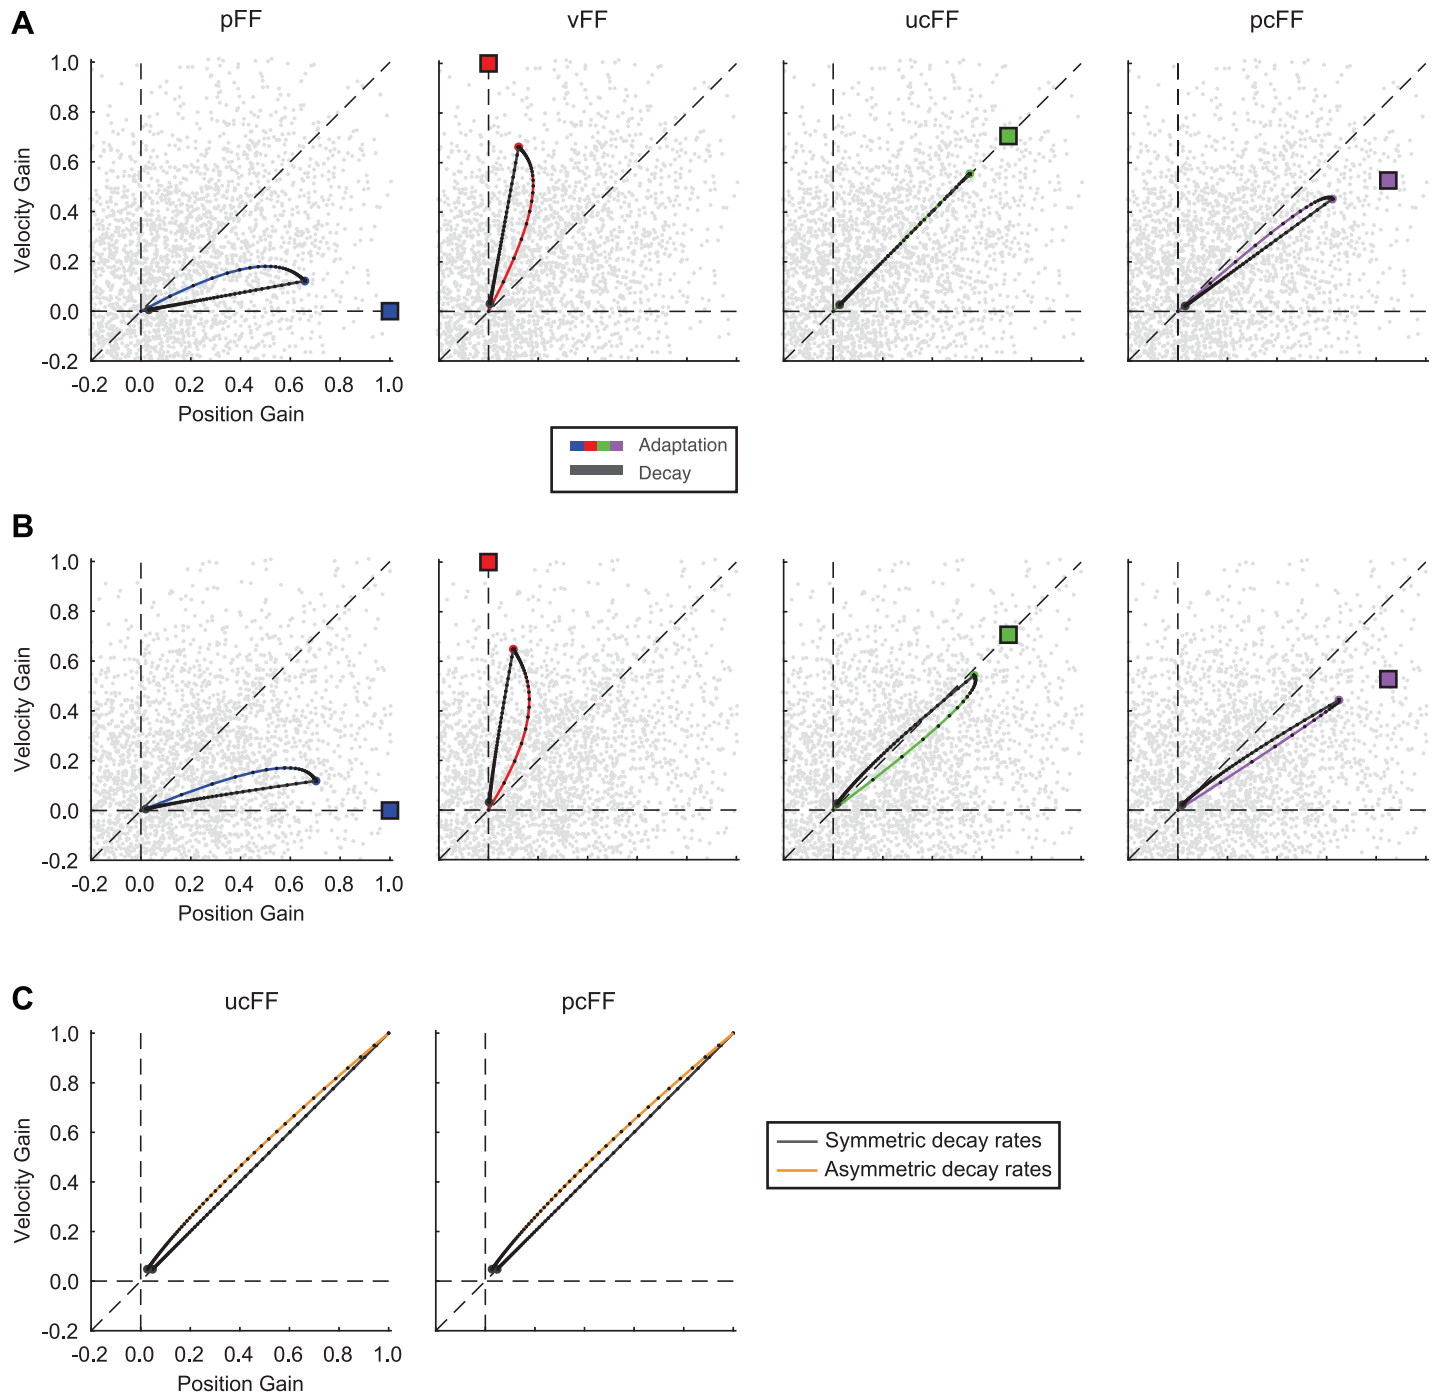 A
pFF
vFF
ucFF
pcFF
1.0
0.8
0.6
0.4
0.2
0.0
-0.2
Velocity Gain
-0.2 0.0 0.2 0.4 0.6 0.8 1.0
Position Gain
Adaptation
Decay
B
1.0
0.8
0.6
0.4
0.2
0.0
-0.2
Velocity Gain
-0.2 0.0 0.2 0.4 0.6 0.8 1.0
Position Gain
C
ucFF
pcFF
1.0
0.8
0.6
0.4
0.2
0.0
-0.2
Velocity Gain
-0.2 0.0 0.2 0.4 0.6 0.8 1.0
Position Gain
Symmetric decay rates
Asymmetric decay rates